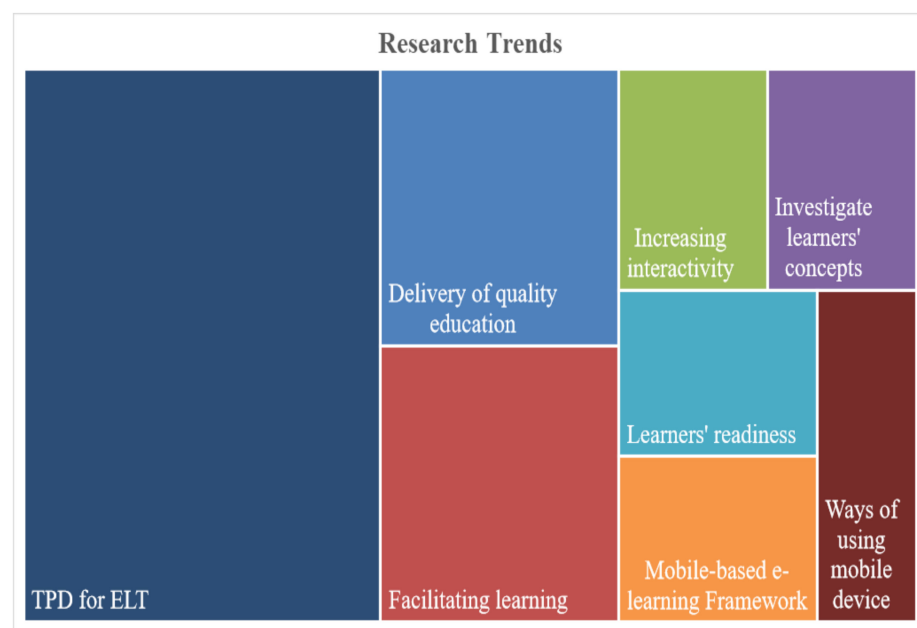 Research Trends
TPD for ELT
Delivery of quality
education
Facilitating learning
Increasing
interactivity
Investigate
learners'
concepts
Learners' readiness
Mobile-based e-
learning Framework
Ways of
using
mobile
device